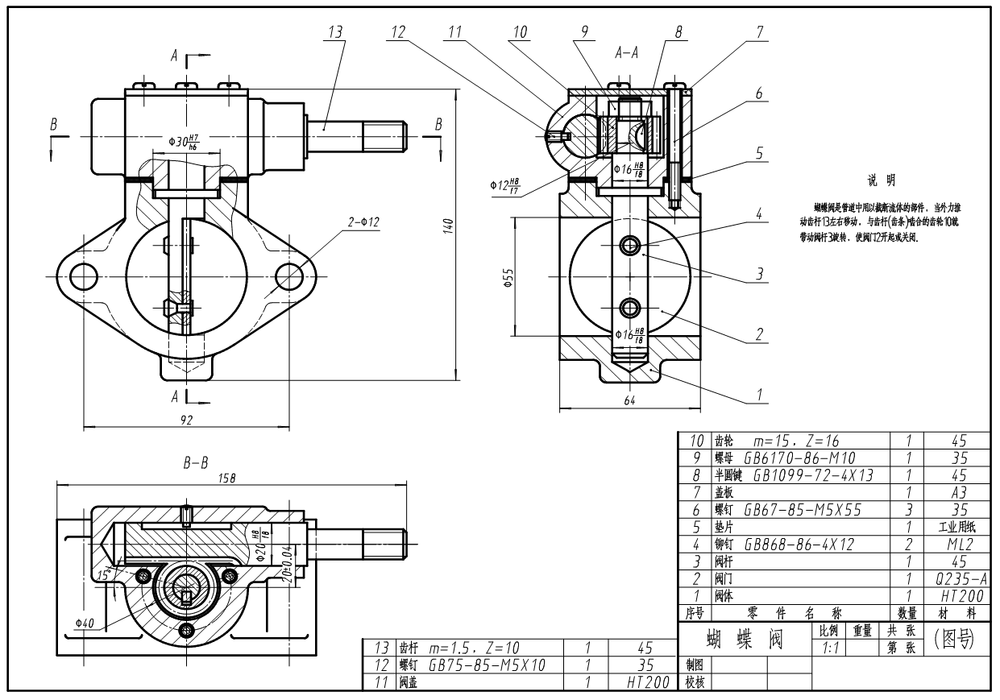 13
12
11
10
9
8
7
A
A-A
B
B
Φ30 H7/h6
6
5
Φ16 H8/f8
Φ12 H8/f7
2-Φ12
140
4
Φ55
3
2
Φ16 H8/f8
A
1
92
64
说 明
蝴蝶阀是管道中用以截断流体的部件，当外力推
动齿杆13左右移动，与齿杆(齿条)啮合的齿轮10就
带动阀杆3旋转，使阀门2开起或关闭.
B-B
158
Φ20 H8/f8
20±0.04
15°
Φ40
10 齿轮 m=15，Z=16 1 45
9 螺母 GB6170-86-M10 1 35
8 半圆键 GB1099-72-4X13 1 45
7 盖板 1 A3
6 螺钉 GB67-85-M5X55 3 35
5 垫片 1 工业用纸
4 铆钉 GB868-86-4X12 2 ML2
3 阀杆 1 45
2 阀门 1 Q235-A
1 阀体 1 HT200
序号 零 件 名 称 数量 材 料
13 齿杆 m=1.5，Z=10 1 45
12 螺钉 GB75-85-M5X10 1 35
11 阀盖 1 HT200
蝴 蝶 阀
比例 重量 共 张
1:1 第 张
(图号)
制图
校核